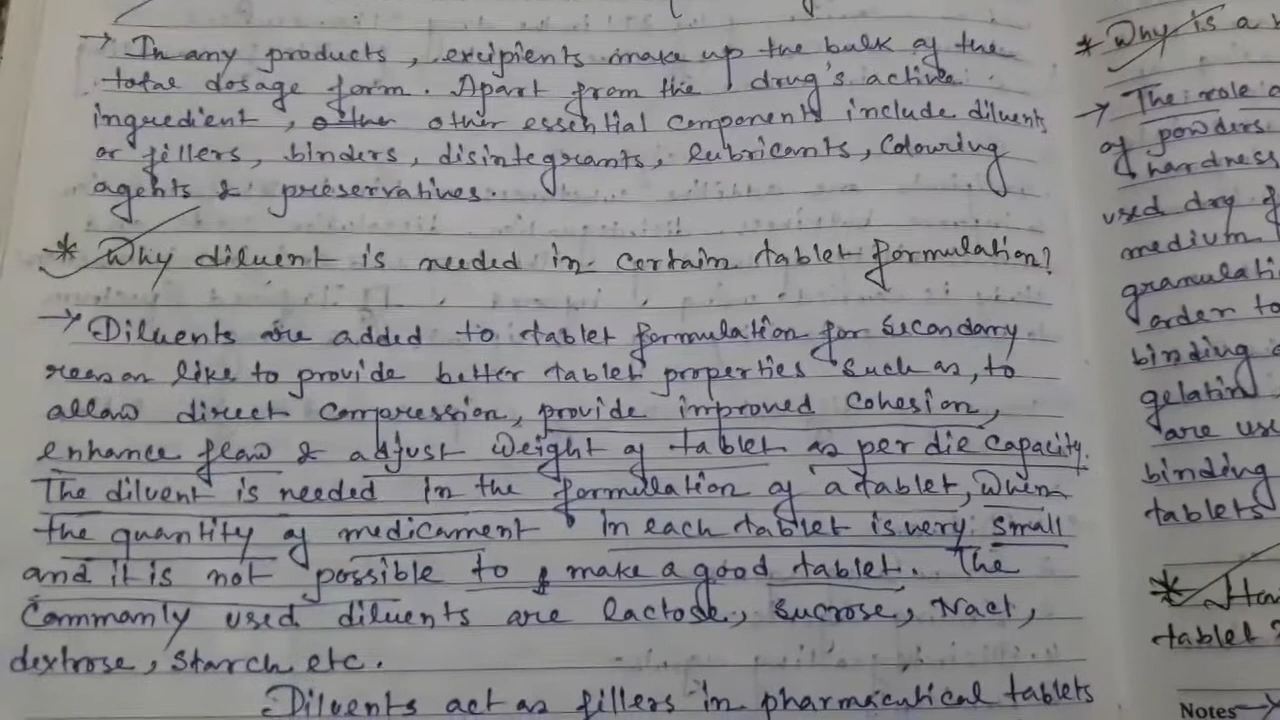 → In any products, excipients make up the bulk of the
total dosage form. Apart from the drug's active
ingredient, other essential components include diluents
or fillers, binders, disintegrants, lubricants, Colouring
agents & preservatives.
* Why diluent is needed in certain tablet formulation?
→ Diluents are added to tablet formulation for secondary
reason like to provide better tablet properties such as, to
allow direct compression, provide improved cohesion,
enhance flow & adjust weight of tablet as per die capacity.
The diluent is needed in the formulation of a tablet, when
the quantity of medicament in each tablet is very small
and it is not possible to make a good tablet. The
Commonly used diluents are lactose, sucrose, Nacl,
dextrose, starch etc.
Diluents act as fillers in pharmaceutical tablets
* Why is a
→ The role
of powders
hardness
used dry
medium
granulati
order to
binding
gelatin
are use
binding
tablets
*
tablet?
Notes→